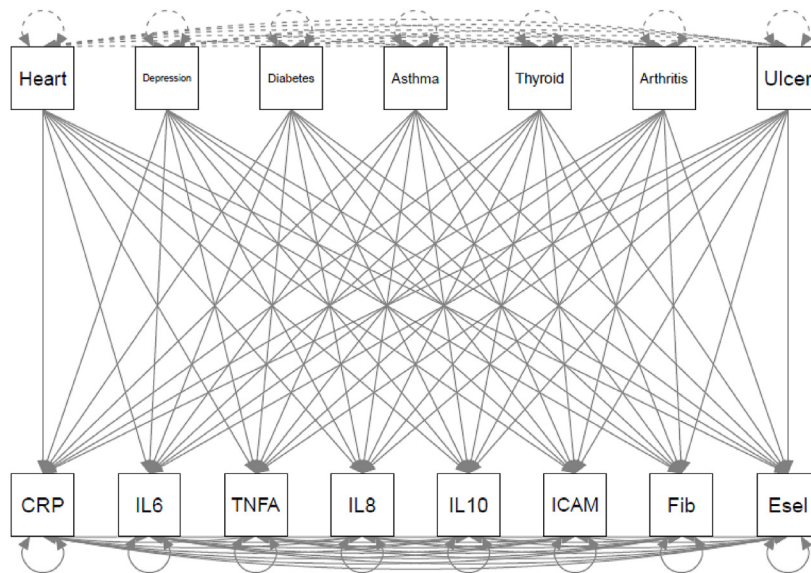 Heart Depression Diabetes Asthma Thyroid Arthritis Ulcer
CRP IL6 TNFA IL8 IL10 ICAM Fib Esel